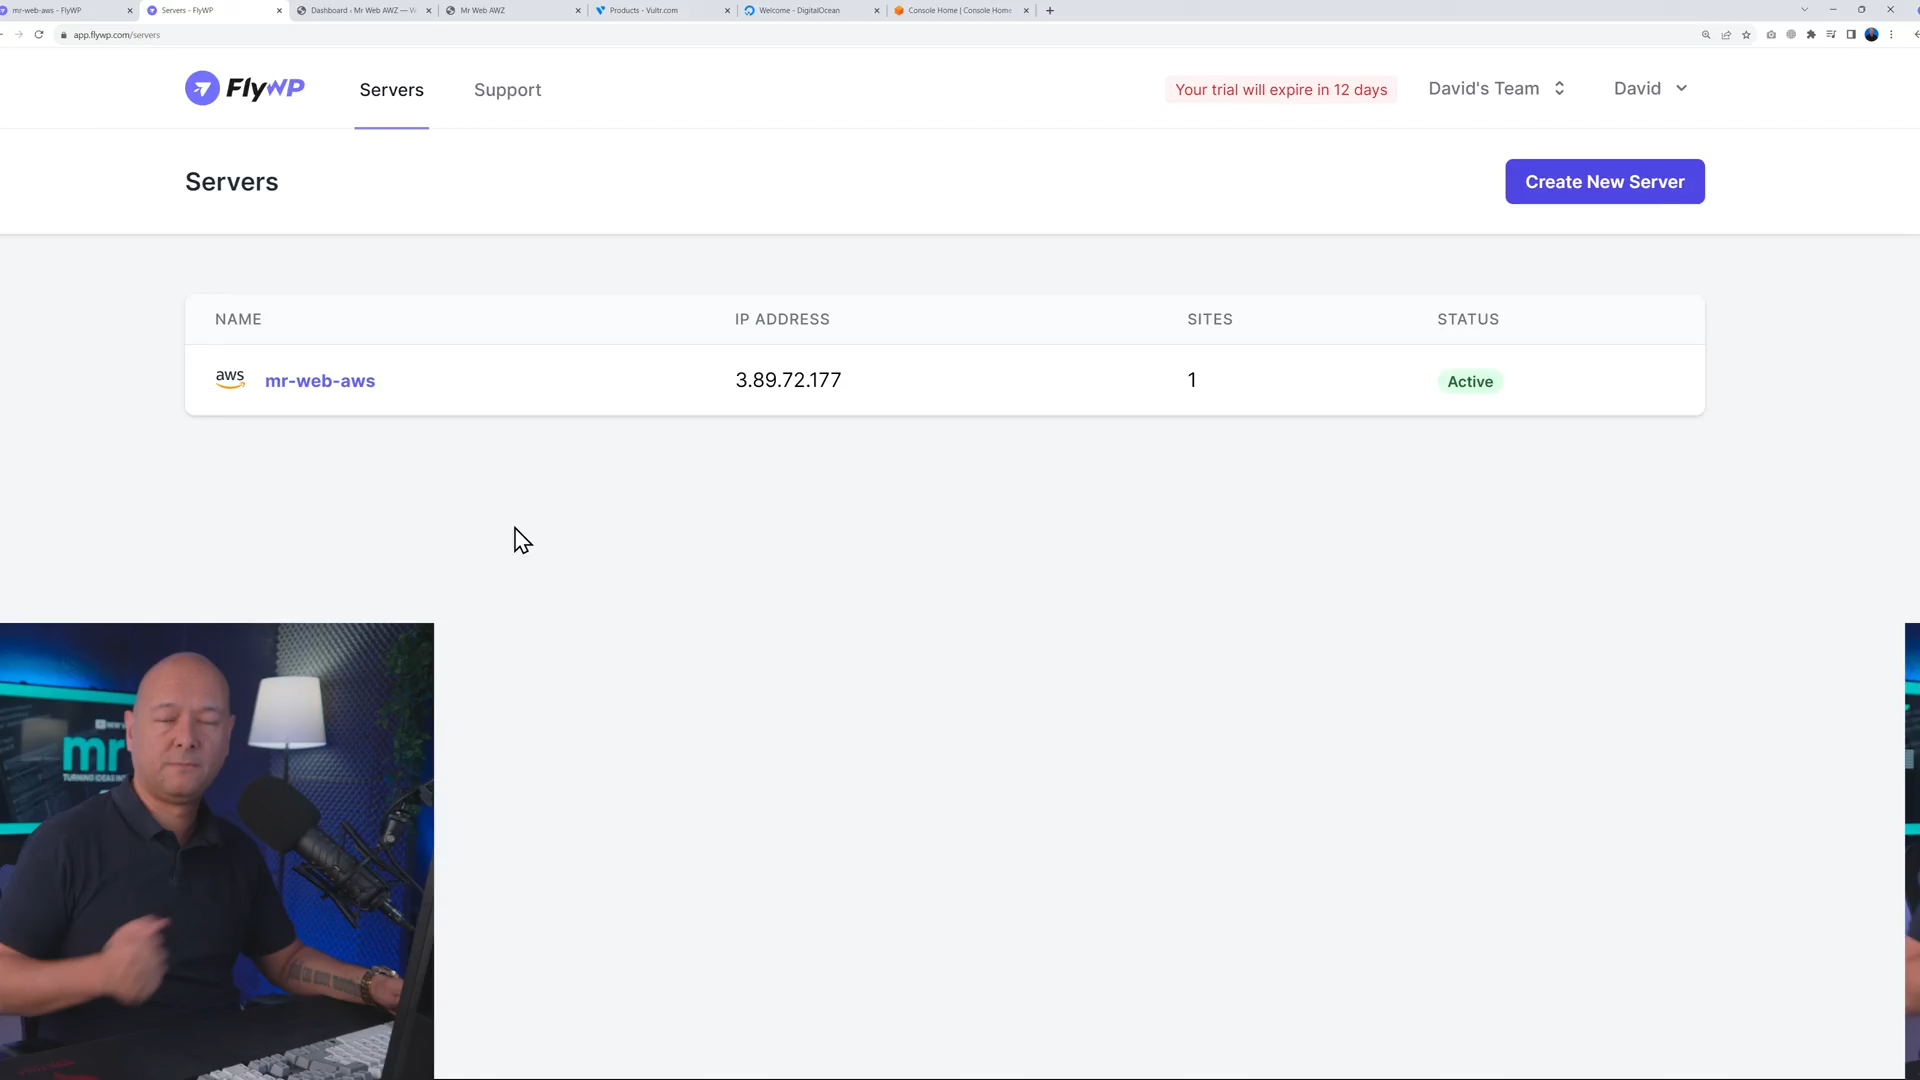 mr-web-aws - FlyWP
Servers - FlyWP
Dashboard ‹ Mr Web AWZ —
Mr Web AWZ
Products - Vultr.com
Welcome - DigitalOcean
Console Home | Console Home
app.flywp.com/servers
FlyWP
Servers
Support
Your trial will expire in 12 days
David's Team
David
Servers
Create New Server
NAME
IP ADDRESS
SITES
STATUS
aws
mr-web-aws
3.89.72.177
1
Active
mr
TURNING IDEAS